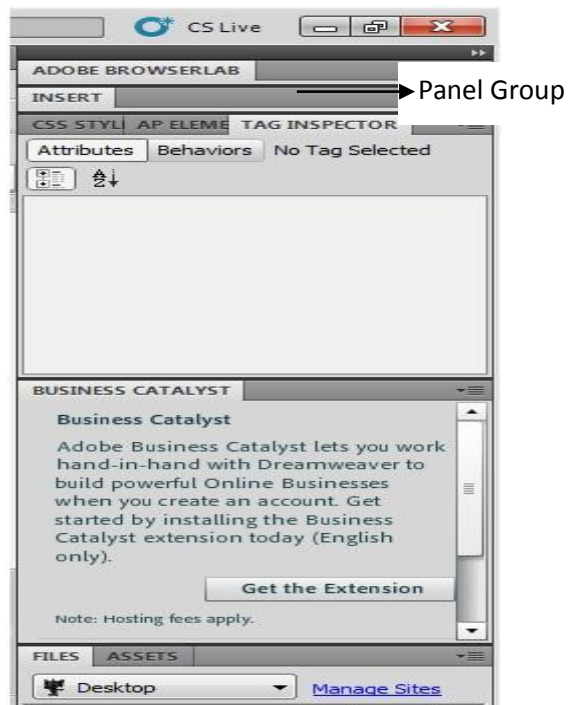 CS Live
ADOBE BROWSERLAB
INSERT
Panel Group
CSS STYL AP ELEME TAG INSPECTOR
Attributes Behaviors No Tag Selected
BUSINESS CATALYST
Business Catalyst
Adobe Business Catalyst lets you work
hand-in-hand with Dreamweaver to
build powerful Online Businesses
when you create an account. Get
started by installing the Business
Catalyst extension today (English
only).
Get the Extension
Note: Hosting fees apply.
FILES ASSETS
Desktop Manage Sites